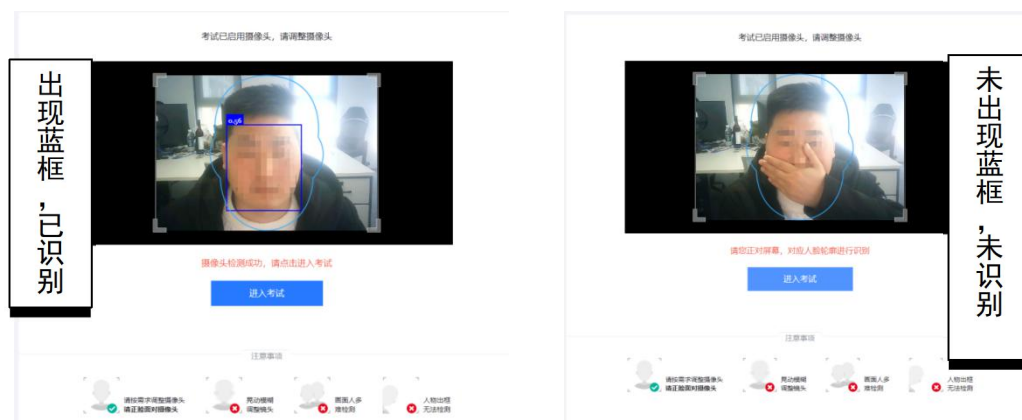 考试已启用摄像头，请调整摄像头
出现蓝框，已识别
0.56
摄像头检测成功，请点击进入考试
进入考试
注意事项
请按需求调整摄像头
请正脸面对摄像头
晃动模糊
调整镜头
画面人多
难检测
人物出框
无法检测
考试已启用摄像头，请调整摄像头
未出现蓝框，未识别
请您正对屏幕，对应人脸轮廓进行识别
进入考试
注意事项
请按需求调整摄像头
请正脸面对摄像头
晃动模糊
调整镜头
画面人多
难检测
人物出框
无法检测